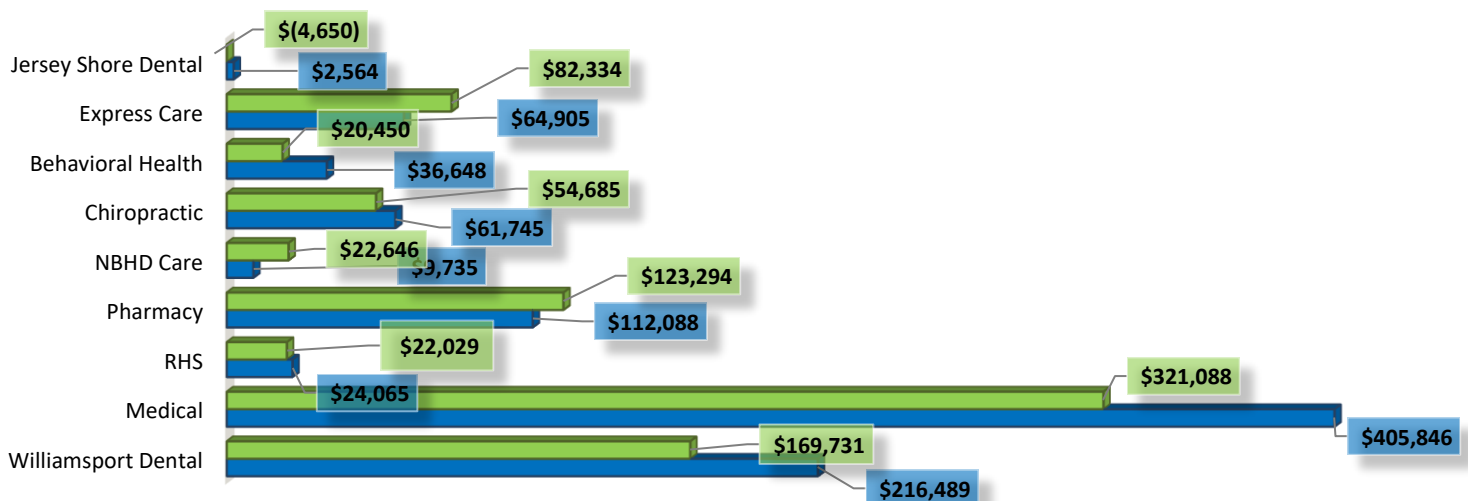 $(4,650)
Jersey Shore Dental
$2,564
$82,334
Express Care
$64,905
$20,450
Behavioral Health
$36,648
$54,685
Chiropractic
$61,745
$22,646
NBHD Care
$9,735
$123,294
Pharmacy
$112,088
$22,029
RHS
$24,065
$321,088
Medical
$405,846
$169,731
Williamsport Dental
$216,489